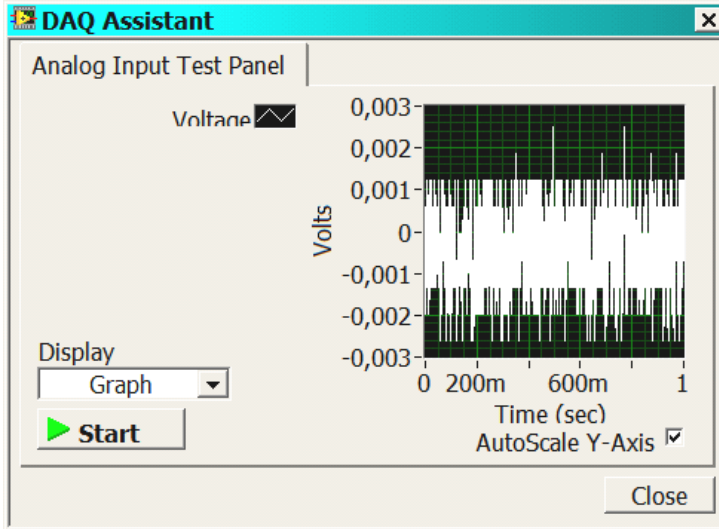 DAQ Assistant
Analog Input Test Panel
Voltage
Volts
0,003
0,002
0,001
0
-0,001
-0,002
-0,003
0 200m 600m 1
Time (sec)
AutoScale Y-Axis
Display
Graph
Start
Close